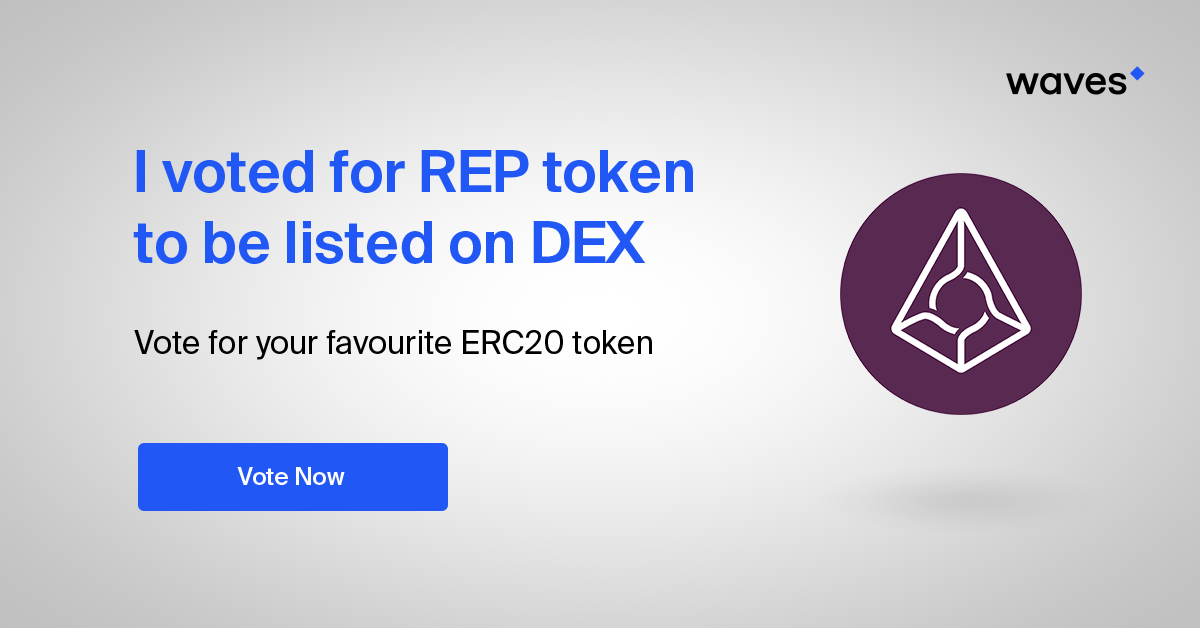 waves
I voted for REP token
to be listed on DEX
Vote for your favourite ERC20 token
Vote Now